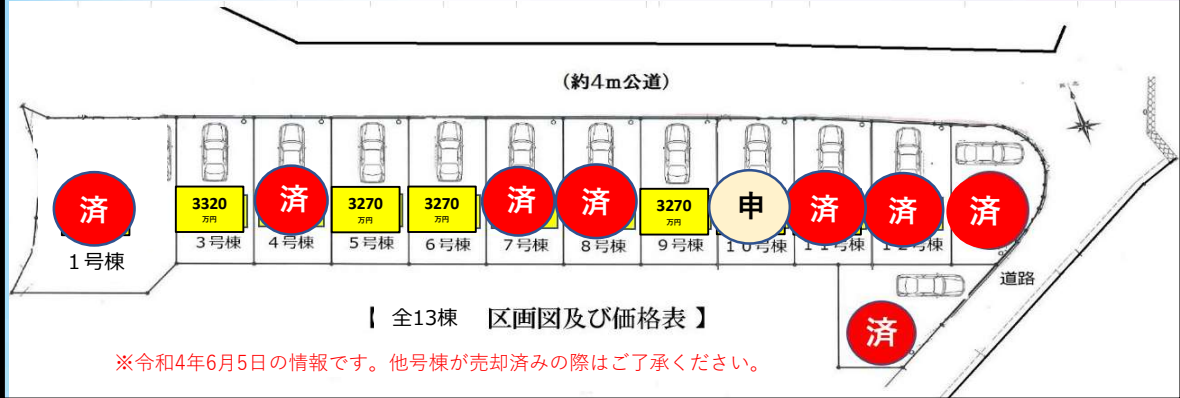 (約4m公道)
済
3320
万円
済
3270
万円
3270
万円
済
済
3270
万円
申
済
済
済
1号棟
3号棟
4号棟
5号棟
6号棟
7号棟
8号棟
9号棟
10号棟
11号棟
12号棟
道路
済
【 全13棟 区画図及び価格表 】
※令和4年6月5日の情報です。他号棟が売却済みの際はご了承ください。